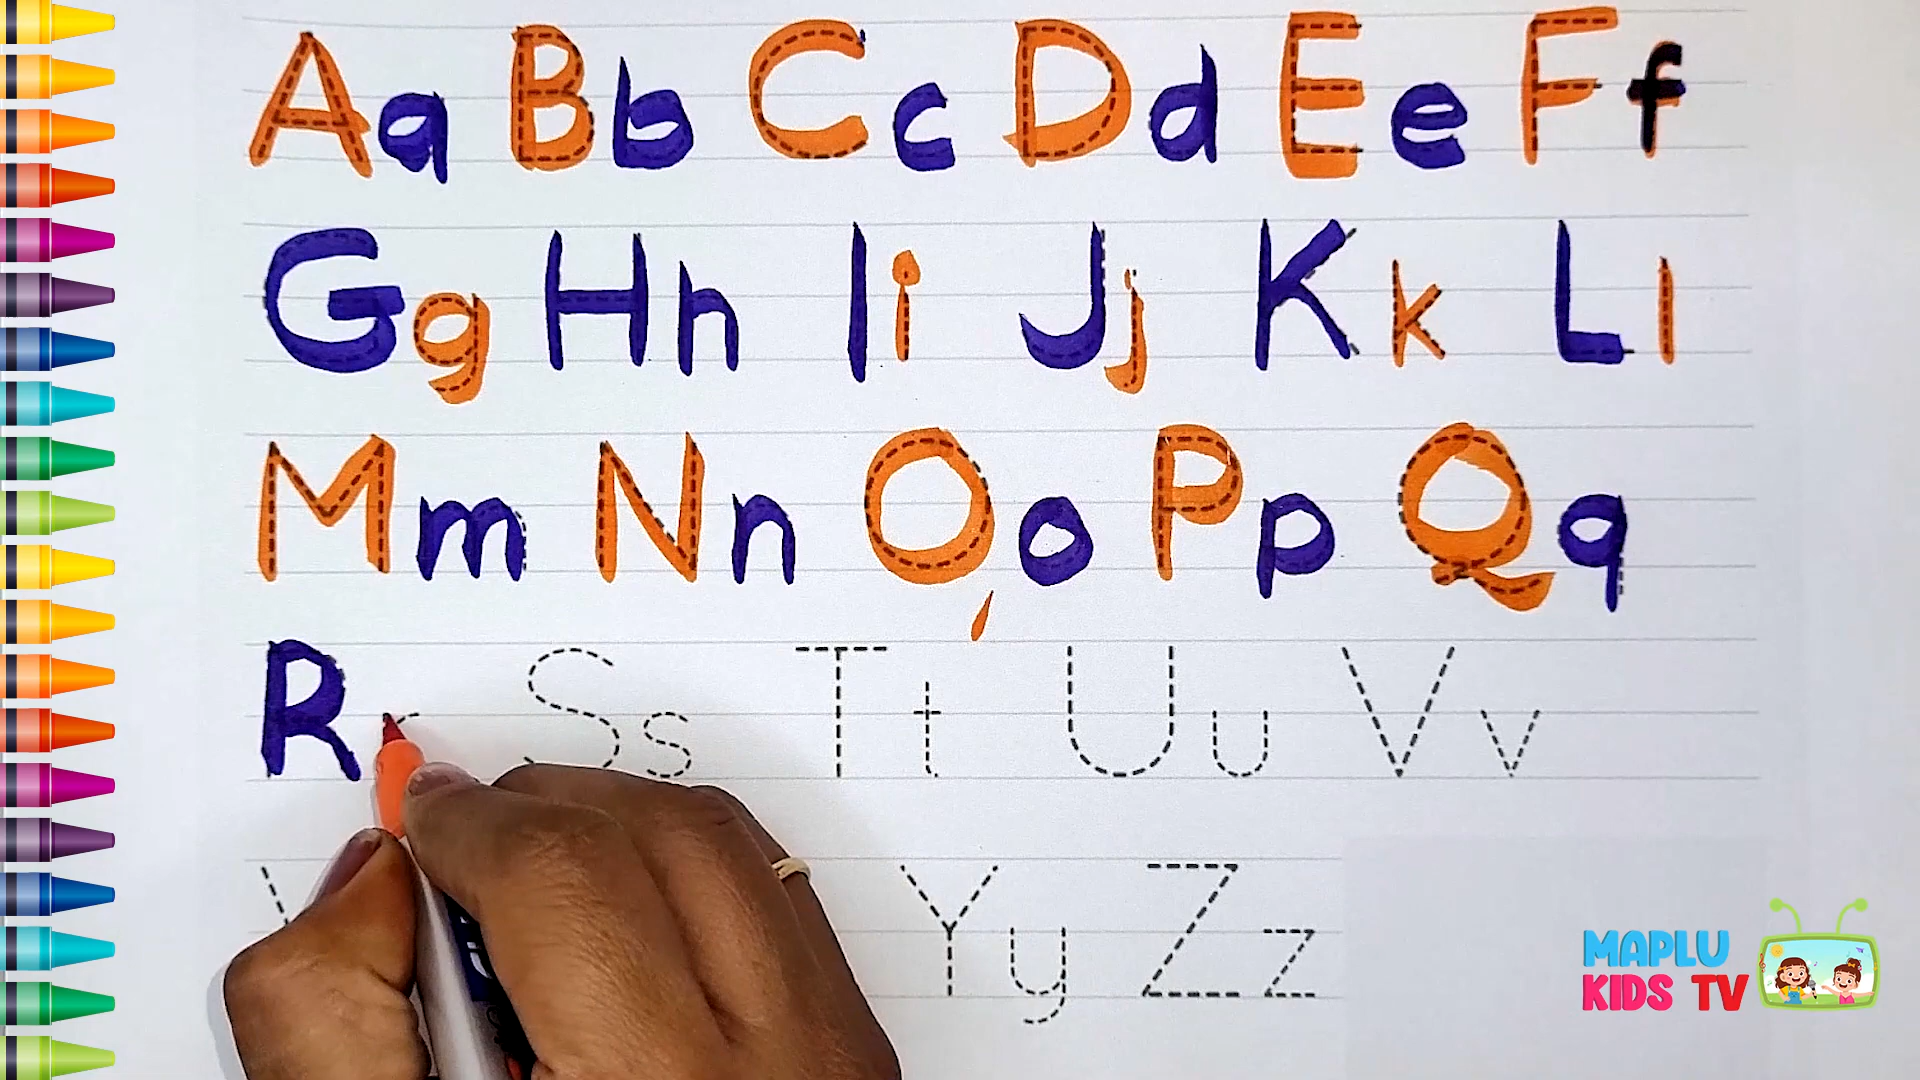 Aa Bb Cc Dd Ee Ff
Gg Hh Ii Jj Kk Ll
Mm Nn Oo Pp Qq
Rr Ss Tt Uu Vv
Yy Zz
MAPLU
KIDS TV